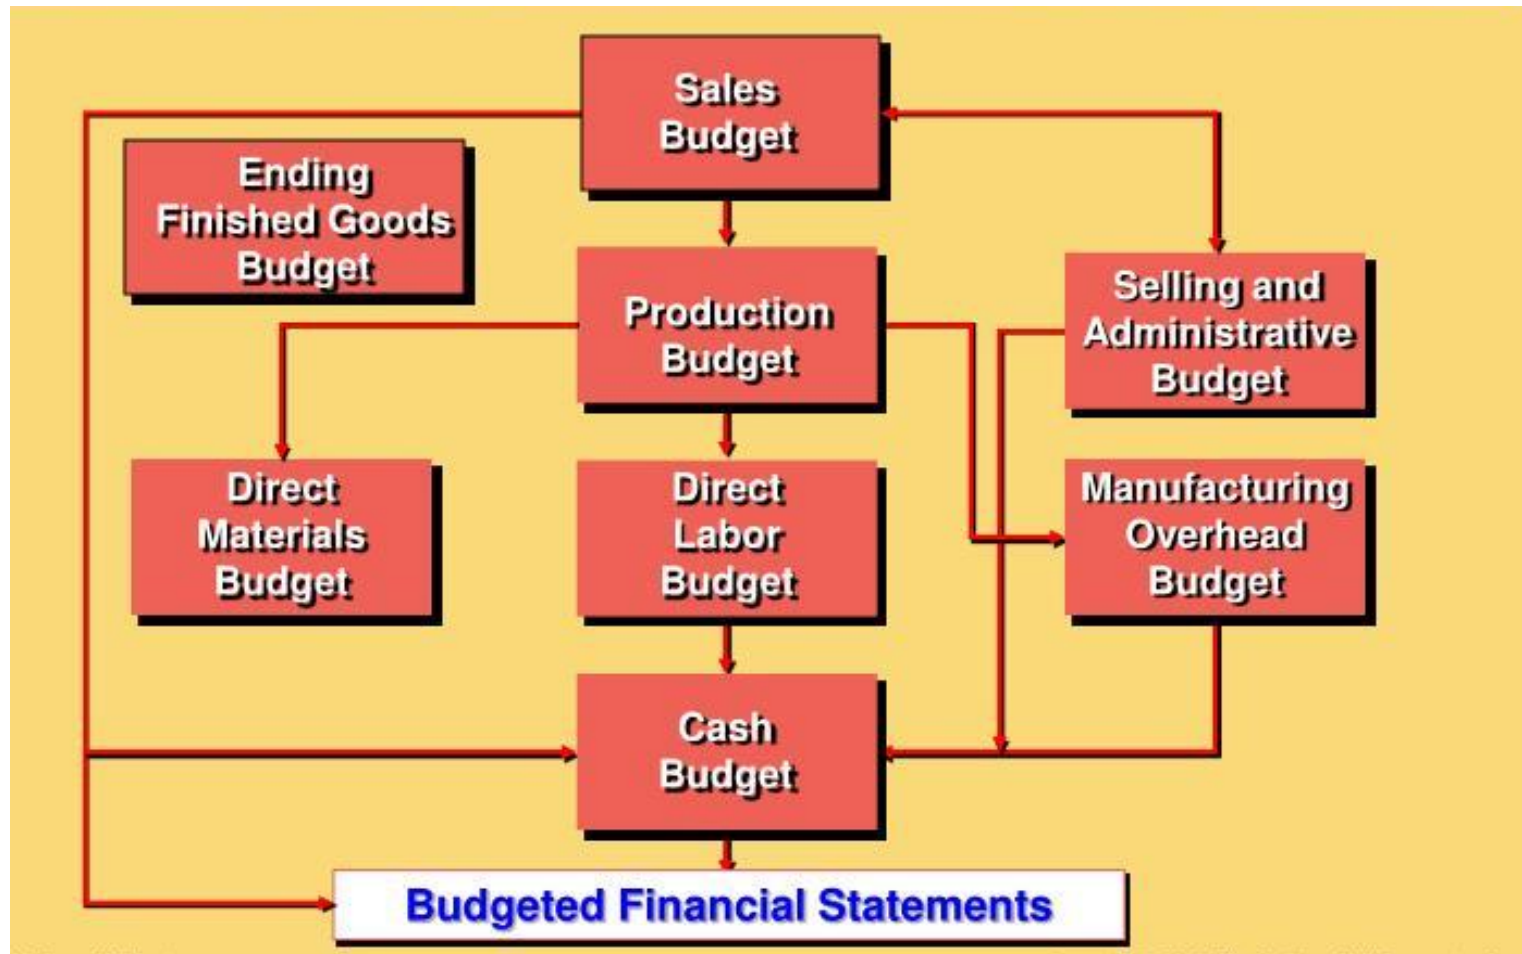 Sales
Budget
Ending
Finished Goods
Budget
Production
Budget
Selling and
Administrative
Budget
Direct
Materials
Budget
Direct
Labor
Budget
Manufacturing
Overhead
Budget
Cash
Budget
Budgeted Financial Statements